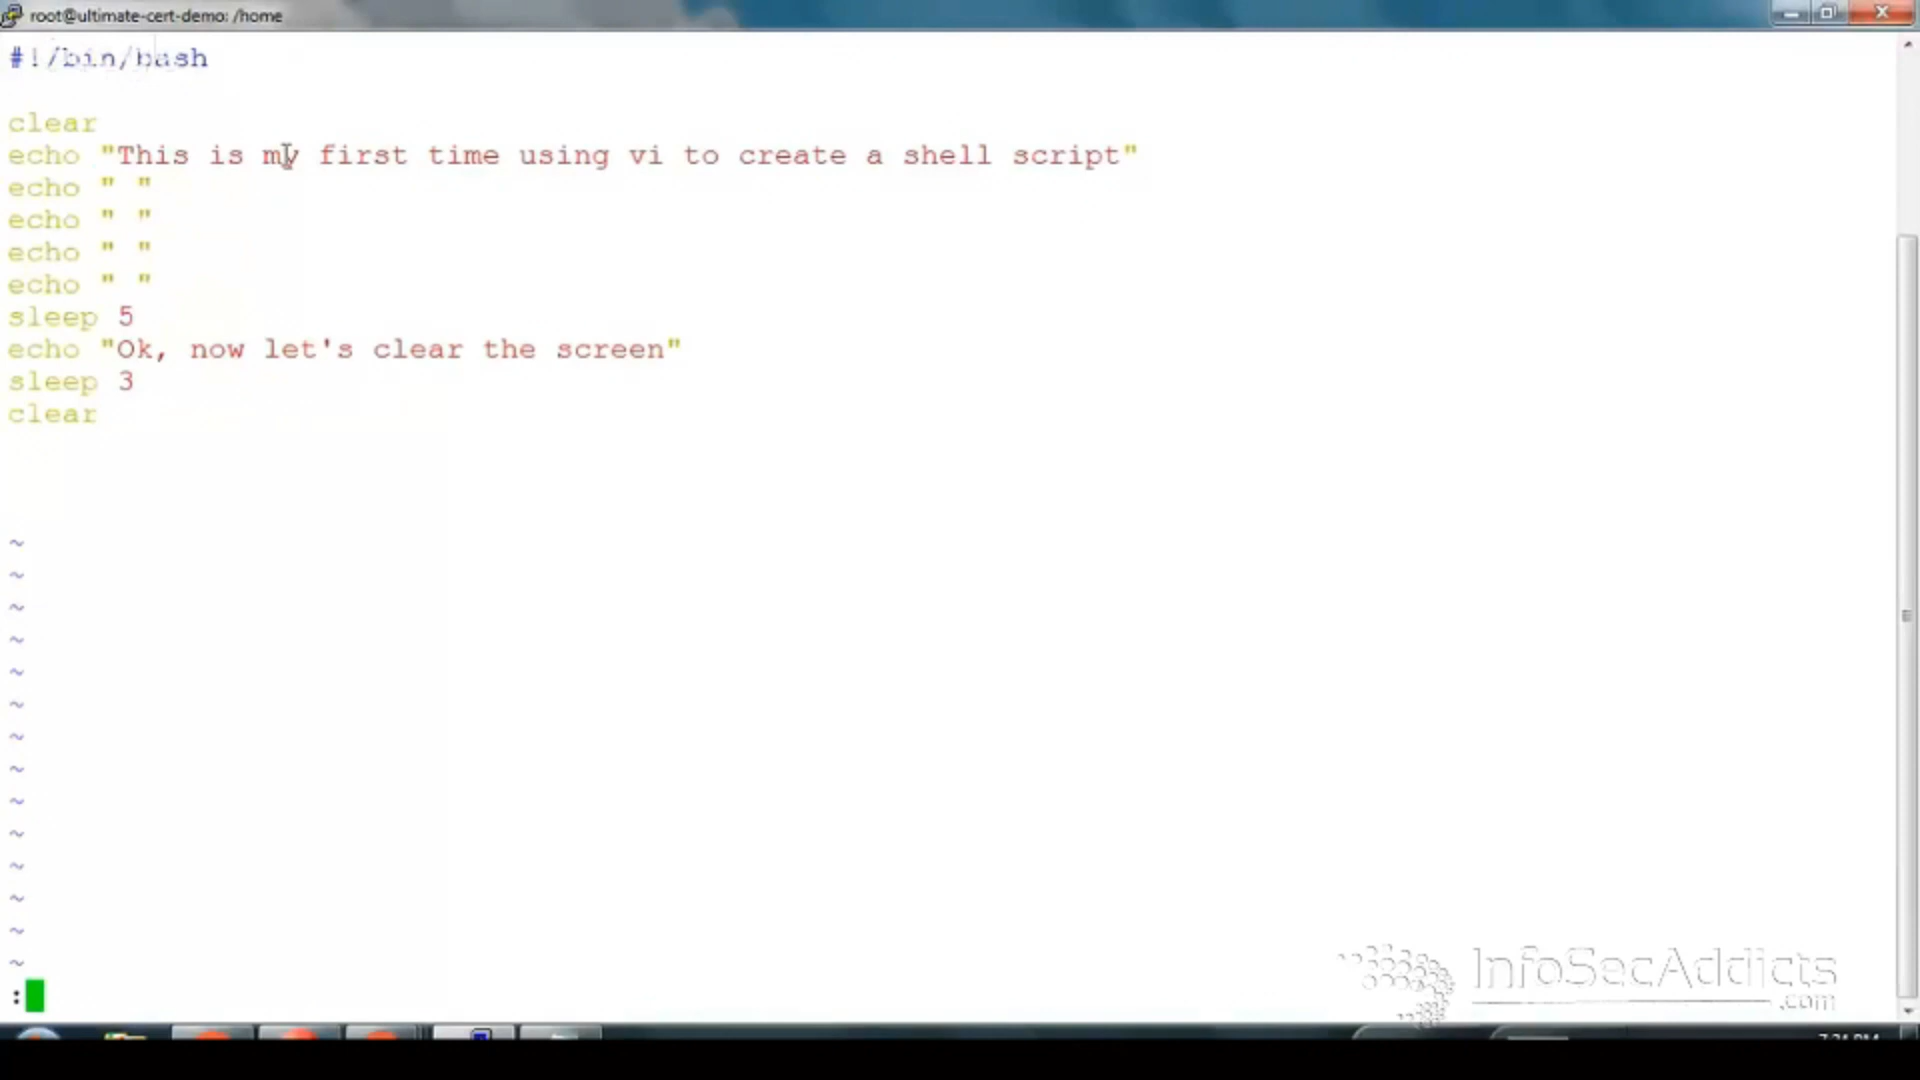 root@ultimate-cert-demo: /home
#!/bin/bash
clear
echo "This is my first time using vi to create a shell script"
echo " "
echo " "
echo " "
echo " "
sleep 5
echo "Ok, now let's clear the screen"
sleep 3
clear
~
~
~
~
~
~
~
~
~
~
~
~
~
~
:
InfoSecAddicts
.com